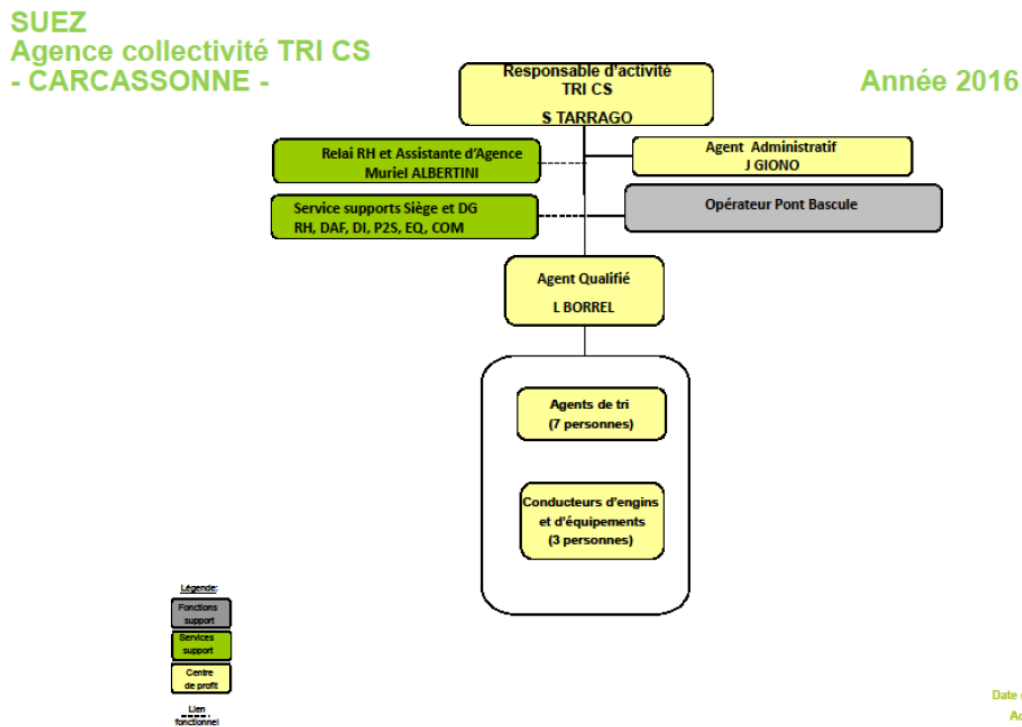 SUEZ
Agence collectivité TRI CS
- CARCASSONNE -
Année 2016
Responsable d'activité
TRI CS
S TARRAGO
Relai RH et Assistante d'Agence
Muriel ALBERTINI
Agent Administratif
J GIONO
Service supports Siège et DG
RH, DAF, DI, P2S, EQ, COM
Opérateur Pont Bascule
Agent Qualifié
L BORREL
Agents de tri
(7 personnes)
Conducteurs d'engins
et d'équipements
(3 personnes)
Légende:
Fonctions
support
Services
support
Centre
de profit
Lien
fonctionnel
Date